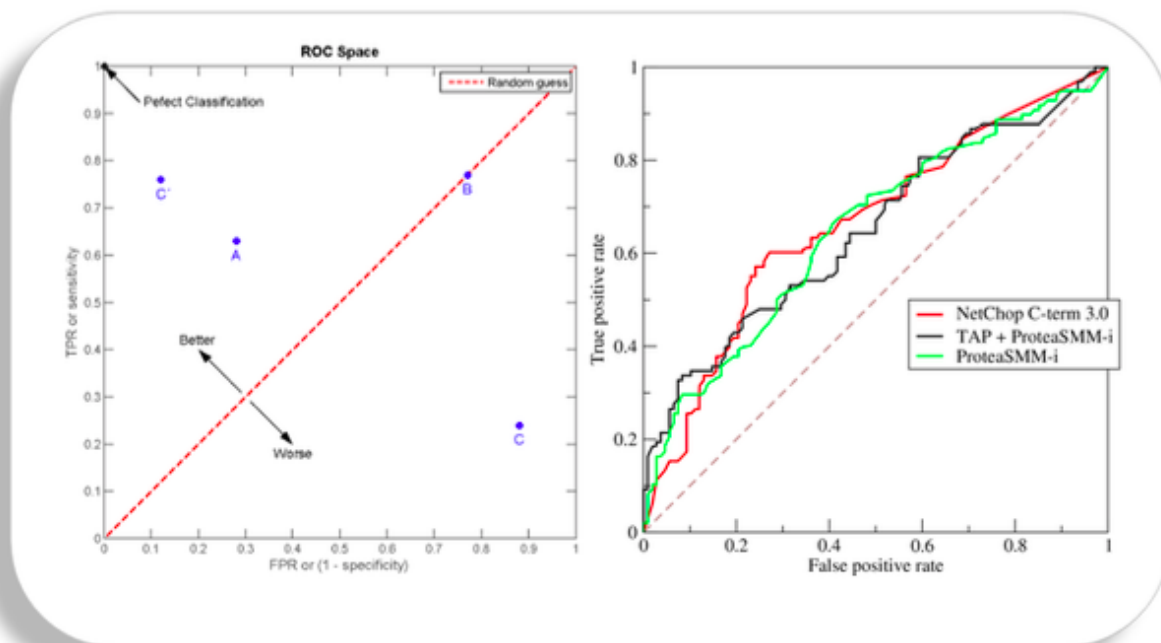 ROC Space
1
0.9
0.8
0.7
0.6
0.5
0.4
0.3
0.2
0.1
0
TPR or sensitivity
Random guess
Pefect Classification
C´
A
B
Better
Worse
C
0 0.1 0.2 0.3 0.4 0.5 0.6 0.7 0.8 0.9 1
FPR or (1 - specificity)
1
0.8
0.6
0.4
0.2
0
True positive rate
NetChop C-term 3.0
TAP + ProteaSMM-i
ProteaSMM-i
0 0.2 0.4 0.6 0.8 1
False positive rate